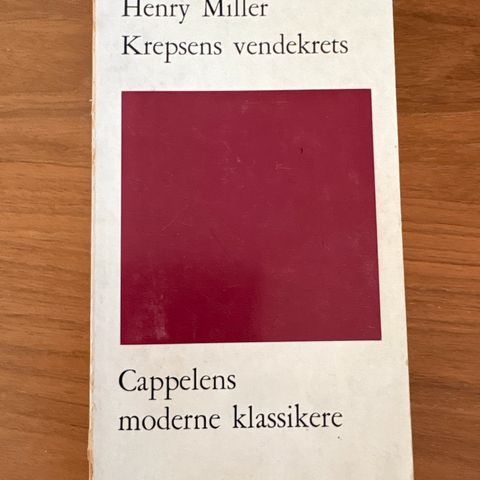 Henry Miller
Krepsens vendekrets
Cappelens
moderne klassikere